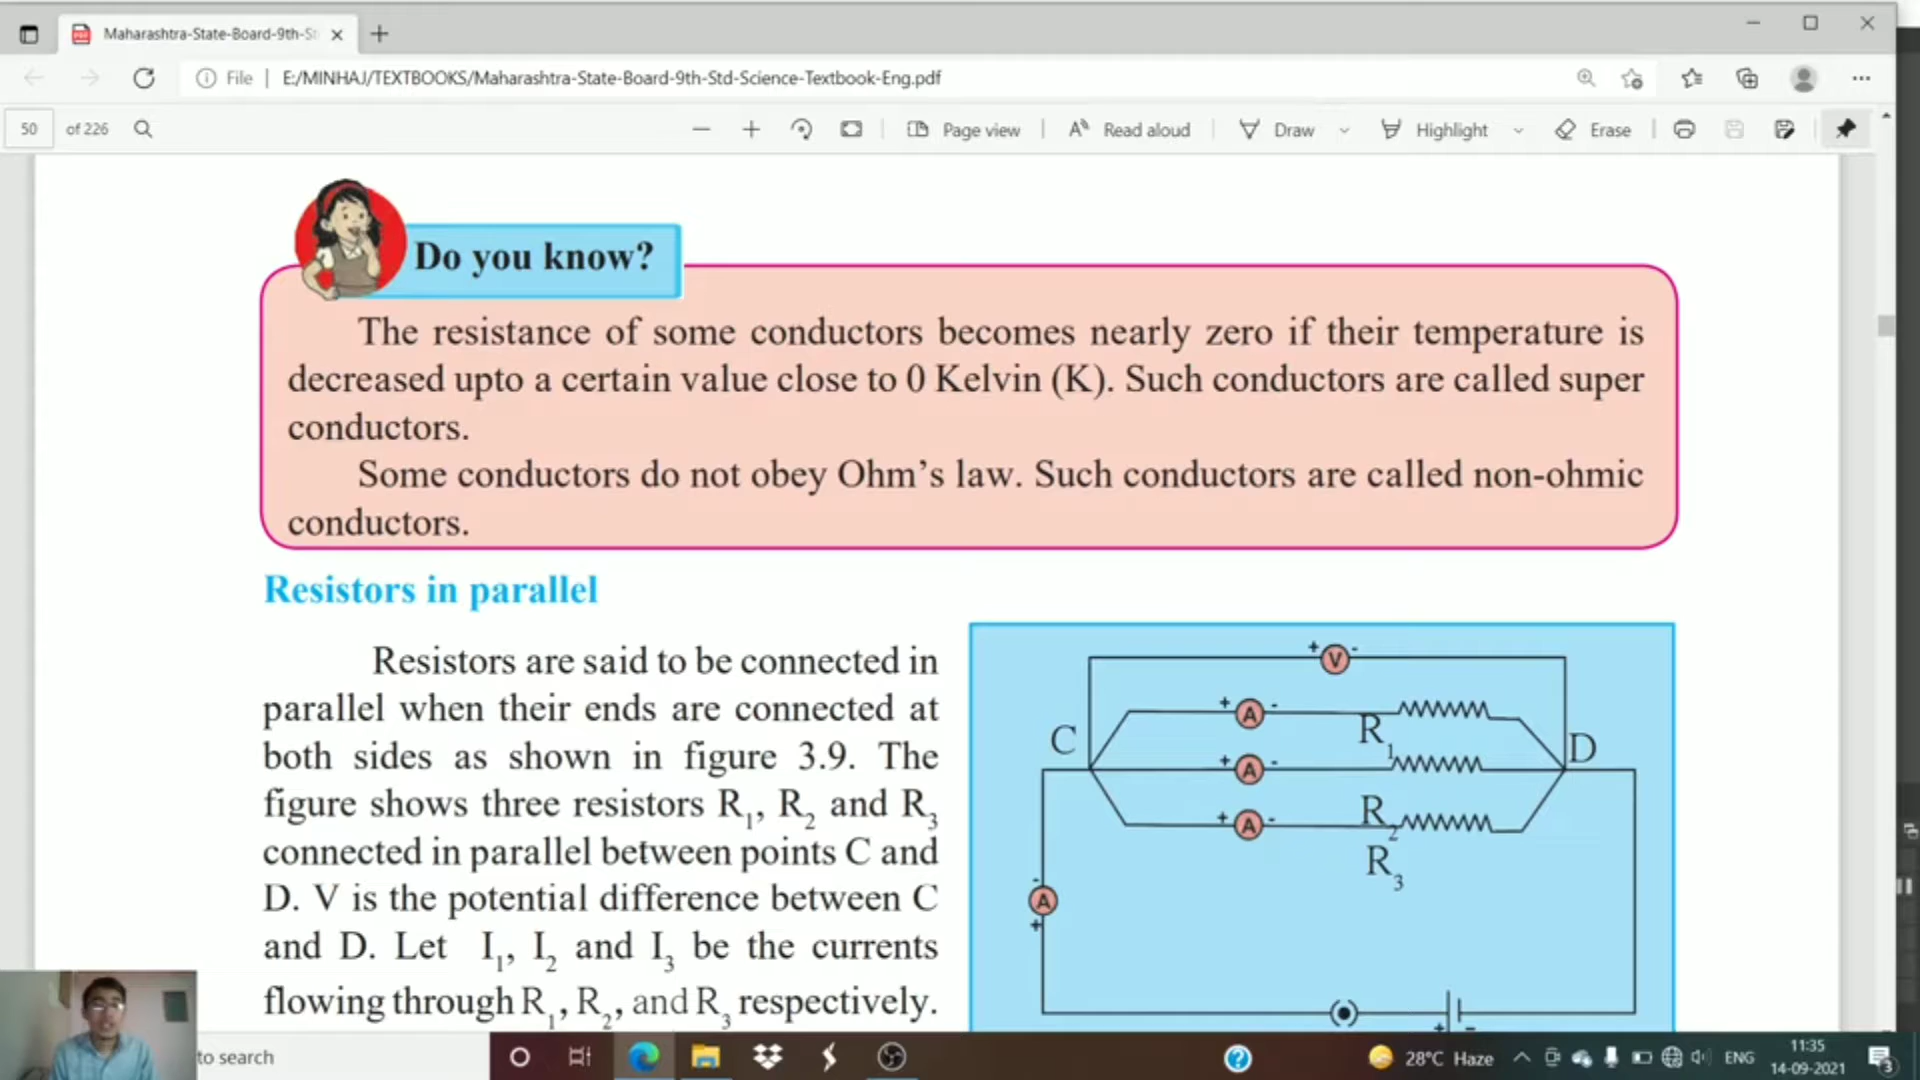 Maharashtra-State-Board-9th-St
File
E:/MINHAJ/TEXTBOOKS/Maharashtra-State-Board-9th-Std-Science-Textbook-Eng.pdf
50 of 226
Page view
Read aloud
Draw
Highlight
Erase
Do you know?
The resistance of some conductors becomes nearly zero if their temperature is
decreased upto a certain value close to 0 Kelvin (K). Such conductors are called super
conductors.
Some conductors do not obey Ohm's law. Such conductors are called non-ohmic
conductors.
Resistors in parallel
Resistors are said to be connected in
parallel when their ends are connected at
both sides as shown in figure 3.9. The
figure shows three resistors R₁, R₂ and R₃
connected in parallel between points C and
D. V is the potential difference between C
and D. Let I₁, I₂ and I₃ be the currents
flowing through R₁, R₂, and R₃ respectively.
+ V -
C
D
+ A -
R₁
+ A -
R₂
+ A -
R₃
-
A
+
+ -
to search
28°C Haze
ENG
11:35
14-09-2021
3